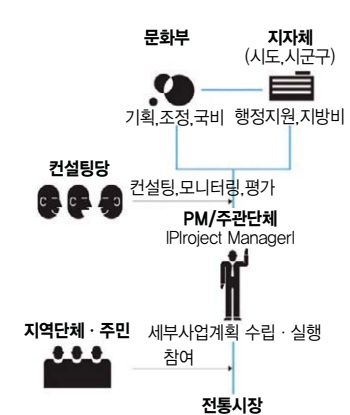 문화부 지자체
(시도,시군구)
기획,조정,국비 행정지원,지방비
컨설팅당
컨설팅,모니터링,평가
PM/주관단체
IPIroject ManagerI
지역단체 · 주민 세부사업계획 수립 · 실행
참여
전통시장